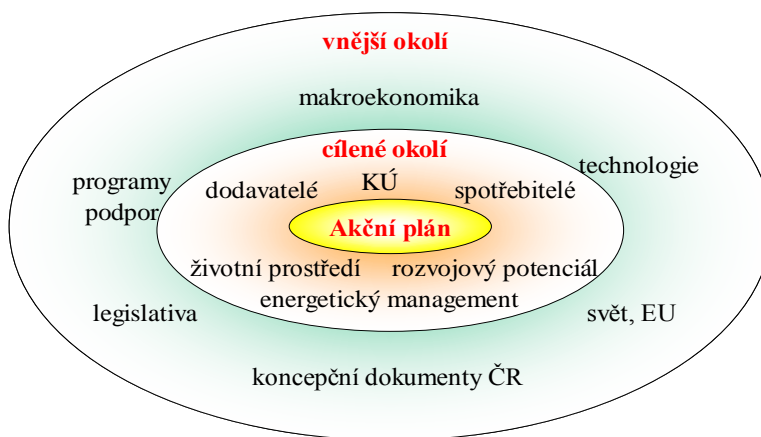 vnější okolí
makroekonomika
cílené okolí
technologie
programy
podpor
dodavatelé
KÚ
spotřebitelé
Akční plán
životní prostředí
rozvojový potenciál
energetický management
legislativa
svět, EU
koncepční dokumenty ČR